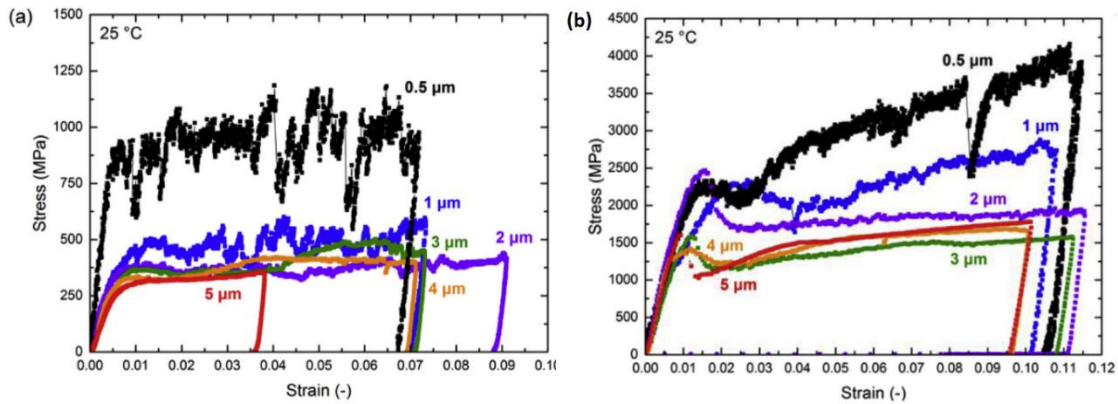 (a)
25 °C
1500
1250
1000
750
500
250
0
Stress (MPa)
0.5 µm
1 µm
3 µm
2 µm
4 µm
5 µm
0.00 0.01 0.02 0.03 0.04 0.05 0.06 0.07 0.08 0.09 0.10
Strain (-)
(b)
25 °C
4500
4000
3500
3000
2500
2000
1500
1000
500
0
Stress (MPa)
0.5 µm
1 µm
2 µm
4 µm
3 µm
5 µm
0.00 0.01 0.02 0.03 0.04 0.05 0.06 0.07 0.08 0.09 0.10 0.11 0.12
Strain (-)